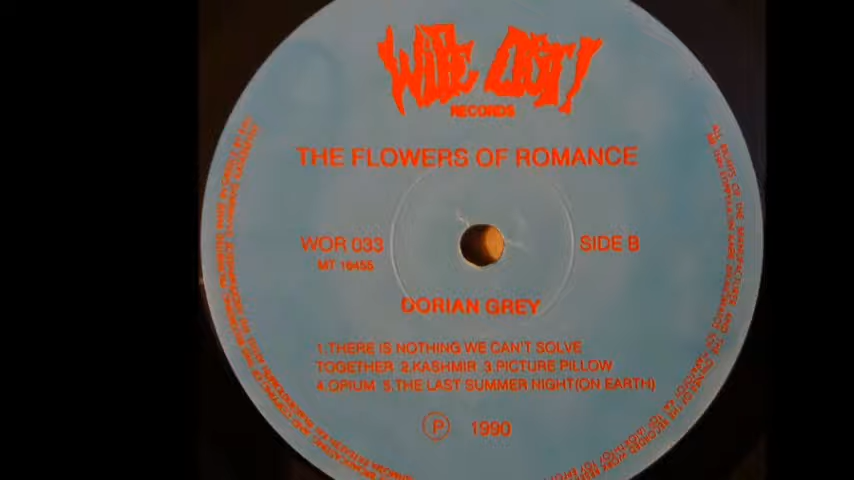 WIPE OUT!
RECORDS
THE FLOWERS OF ROMANCE
WOR 033
SIDE B
MT 16455
DORIAN GREY
1.THERE IS NOTHING WE CAN'T SOLVE
TOGETHER 2.KASHMIR 3.PICTURE PILLOW
4.OPIUM 5.THE LAST SUMMER NIGHT(ON EARTH)
P 1990